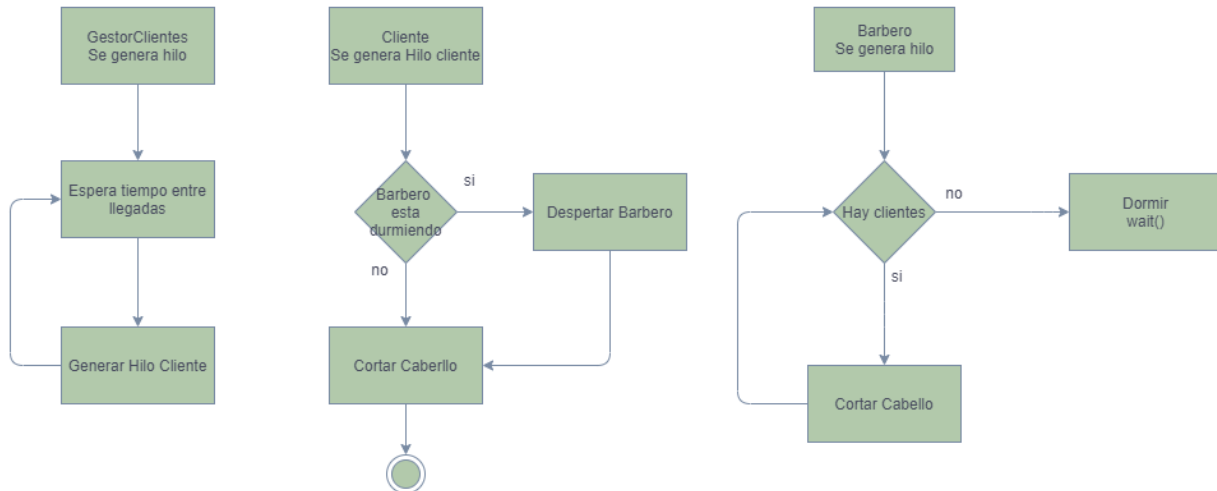 GestorClientes
Se genera hilo
Espera tiempo entre
llegadas
Generar Hilo Cliente
Cliente
Se genera Hilo cliente
Barbero
esta
durmiendo
si
no
Despertar Barbero
Cortar Caberllo
Barbero
Se genera hilo
Hay clientes
no
si
Dormir
wait()
Cortar Cabello